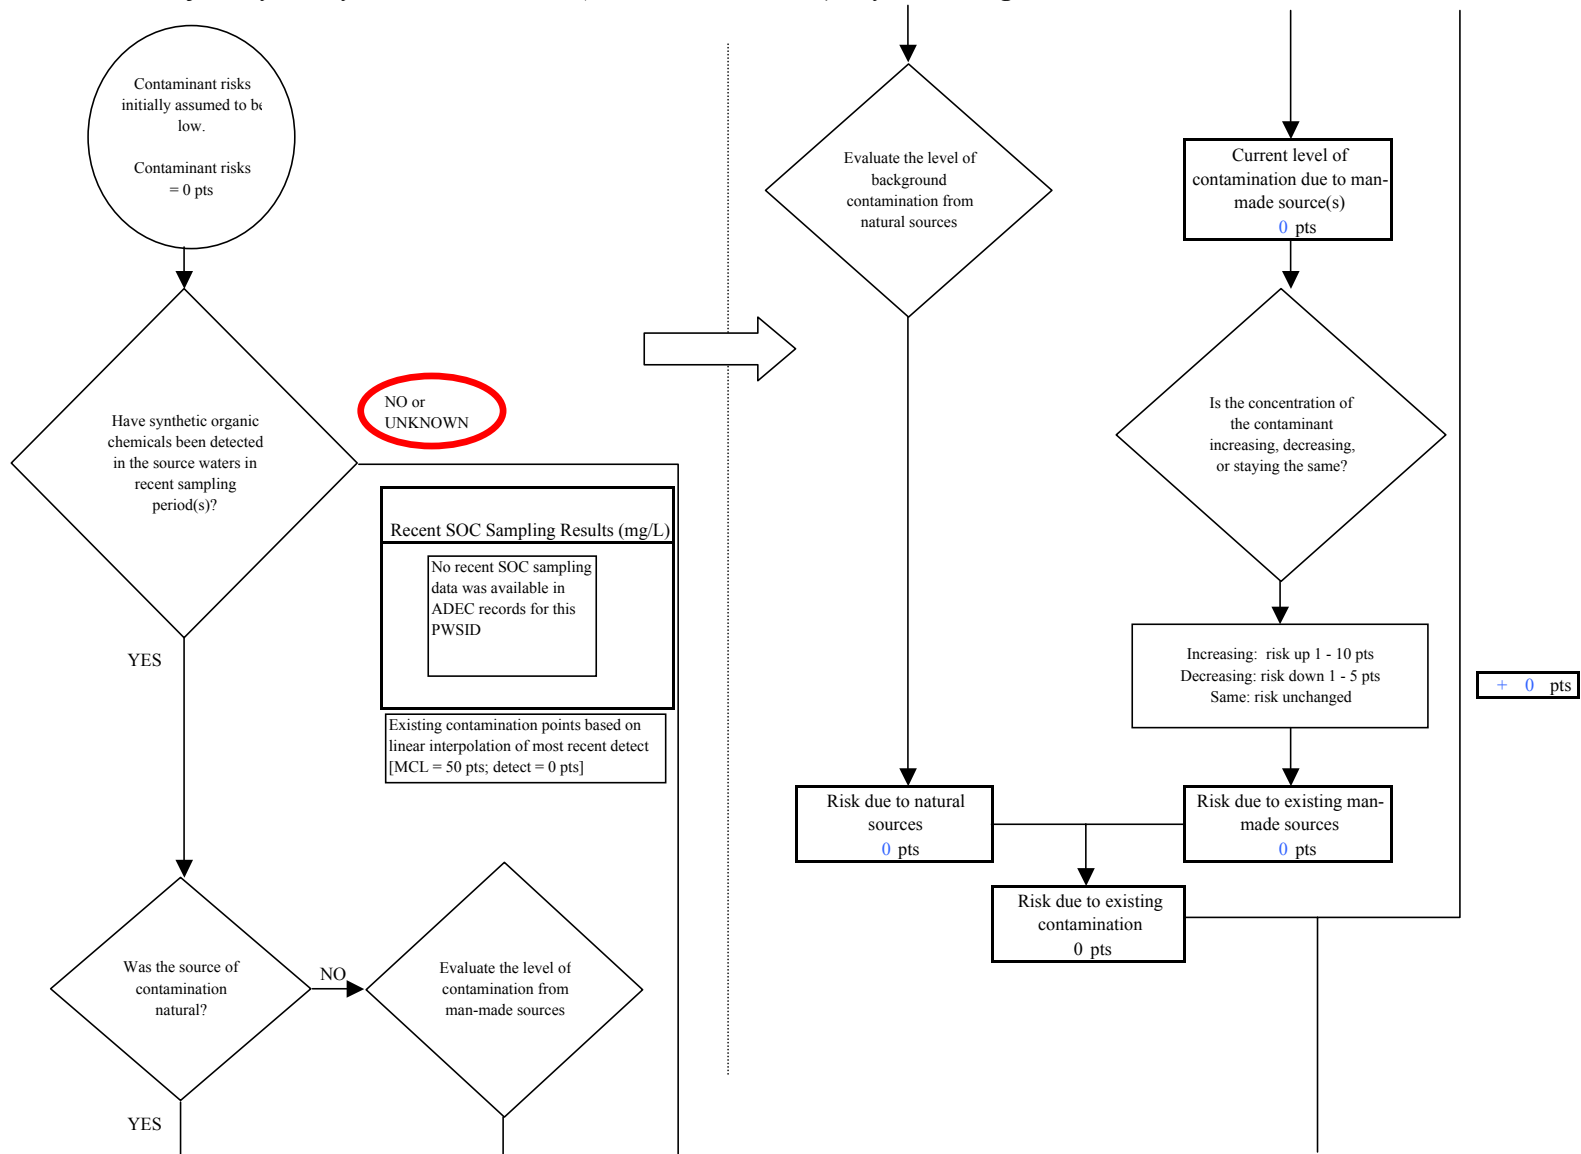 Contaminant risks
initially assumed to be
low.
Contaminant risks
= 0 pts
Have synthetic organic
chemicals been detected
in the source waters in
recent sampling
period(s)?
NO or
UNKNOWN
Recent SOC Sampling Results (mg/L)
No recent SOC sampling
data was available in
ADEC records for this
PWSID
Existing contamination points based on
linear interpolation of most recent detect
[MCL = 50 pts; detect = 0 pts]
YES
Was the source of
contamination
natural?
NO
Evaluate the level of
contamination from
man-made sources
YES
Evaluate the level of
background
contamination from
natural sources
Current level of
contamination due to man-
made source(s)
0 pts
Is the concentration of
the contaminant
increasing, decreasing,
or staying the same?
Increasing: risk up 1 - 10 pts
Decreasing: risk down 1 - 5 pts
Same: risk unchanged
+ 0 pts
Risk due to natural
sources
0 pts
Risk due to existing man-
made sources
0 pts
Risk due to existing
contamination
0 pts